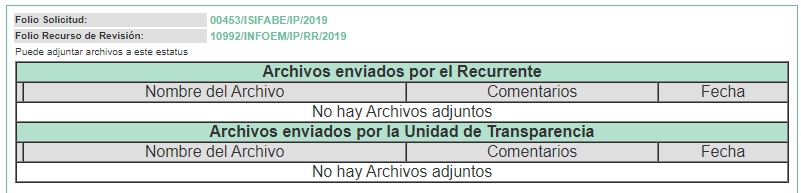 Folio Solicitud: 00453/ISIFABE/IP/2019
Folio Recurso de Revisión: 10992/INFOEM/IP/RR/2019
Puede adjuntar archivos a este estatus
Archivos enviados por el Recurrente
Nombre del Archivo Comentarios Fecha
No hay Archivos adjuntos
Archivos enviados por la Unidad de Transparencia
Nombre del Archivo Comentarios Fecha
No hay Archivos adjuntos